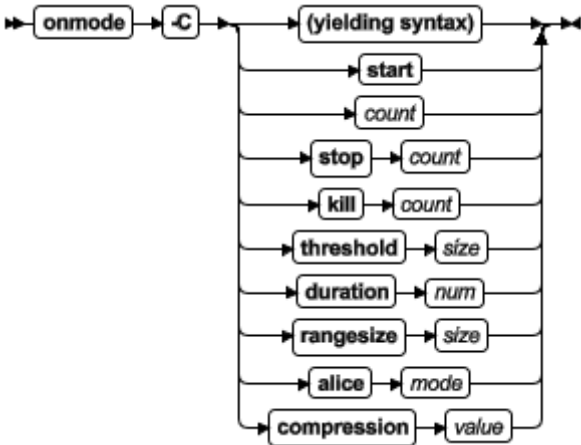 onmode -C (yielding syntax)
start
count
stop count
kill count
threshold size
duration num
rangesize size
alice mode
compression value